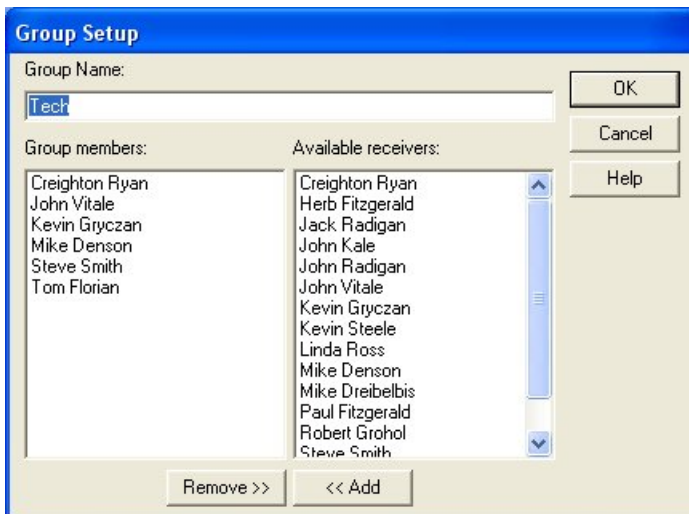 Group Setup
Group Name:
Tech
OK
Cancel
Help
Group members:
Creighton Ryan
John Vitale
Kevin Gryczan
Mike Denson
Steve Smith
Tom Florian
Available receivers:
Creighton Ryan
Herb Fitzgerald
Jack Radigan
John Kale
John Radigan
John Vitale
Kevin Gryczan
Kevin Steele
Linda Ross
Mike Denson
Mike Dreibelbis
Paul Fitzgerald
Robert Grohol
Steve Smith
Remove >>
<< Add